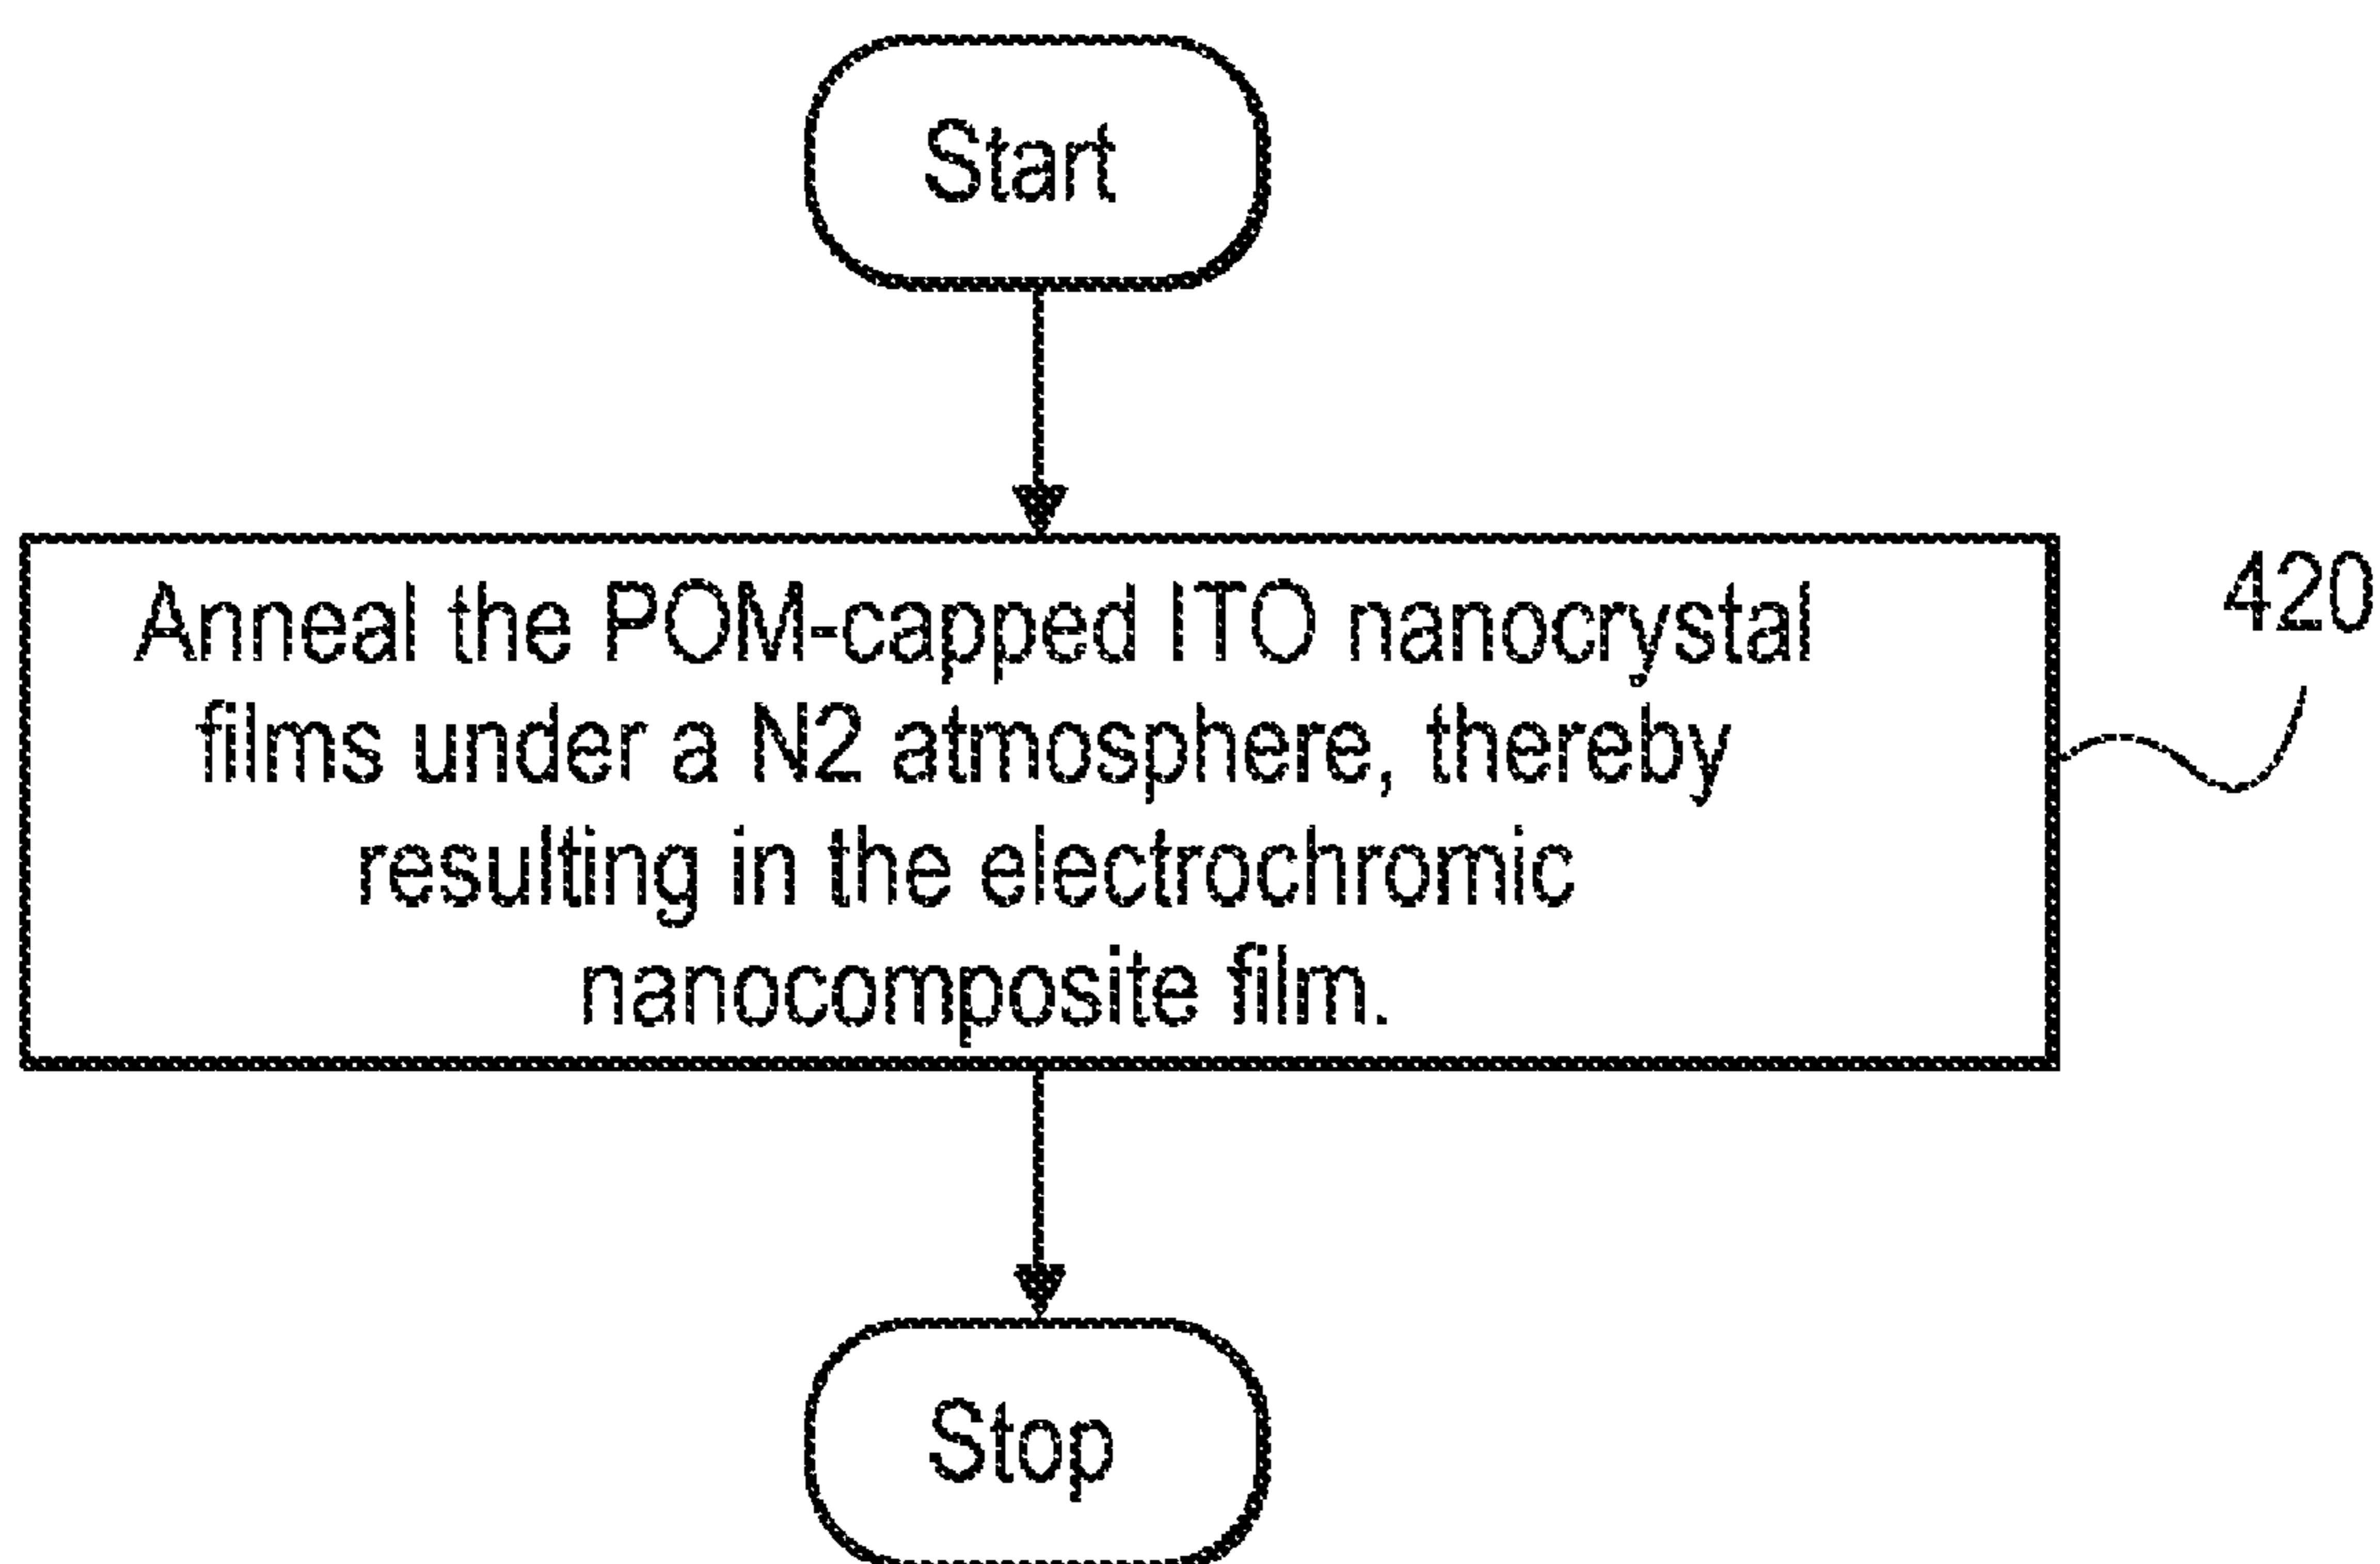 Start
Anneal the POM-capped ITO nanocrystal
films under a N2 atmosphere, thereby
resulting in the electrochromic
nanocomposite film.
420
Stop